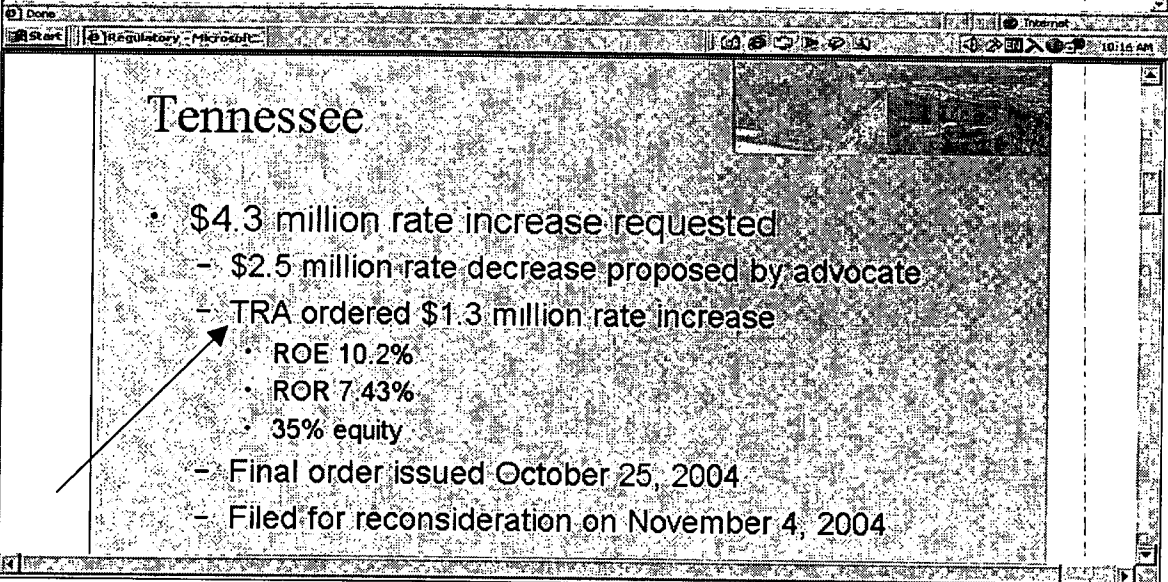 Done
Internet
Start
Regulatory - Microsoft
10:16 AM
Tennessee
• $4.3 million rate increase requested
– $2.5 million rate decrease proposed by advocate
– TRA ordered $1.3 million rate increase
• ROE 10.2%
• ROR 7.43%
• 35% equity
– Final order issued October 25, 2004
– Filed for reconsideration on November 4, 2004